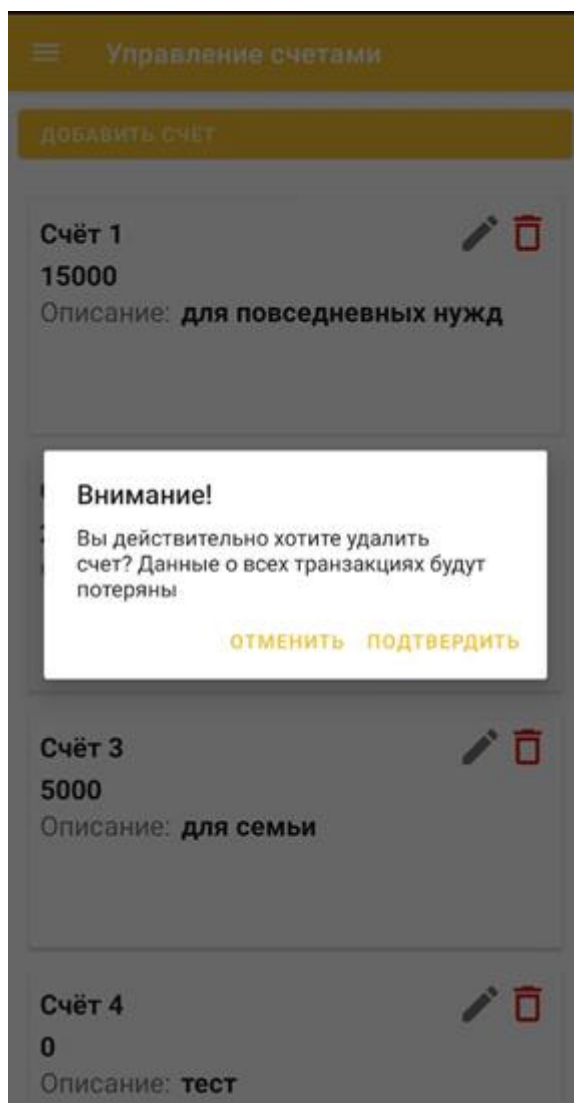 Управление счетами
ДОБАВИТЬ СЧЁТ
Счёт 1
15000
Описание: для повседневных нужд
Внимание!
Вы действительно хотите удалить
счет? Данные о всех транзакциях будут
потеряны
ОТМЕНИТЬ ПОДТВЕРДИТЬ
Счёт 3
5000
Описание: для семьи
Счёт 4
0
Описание: тест